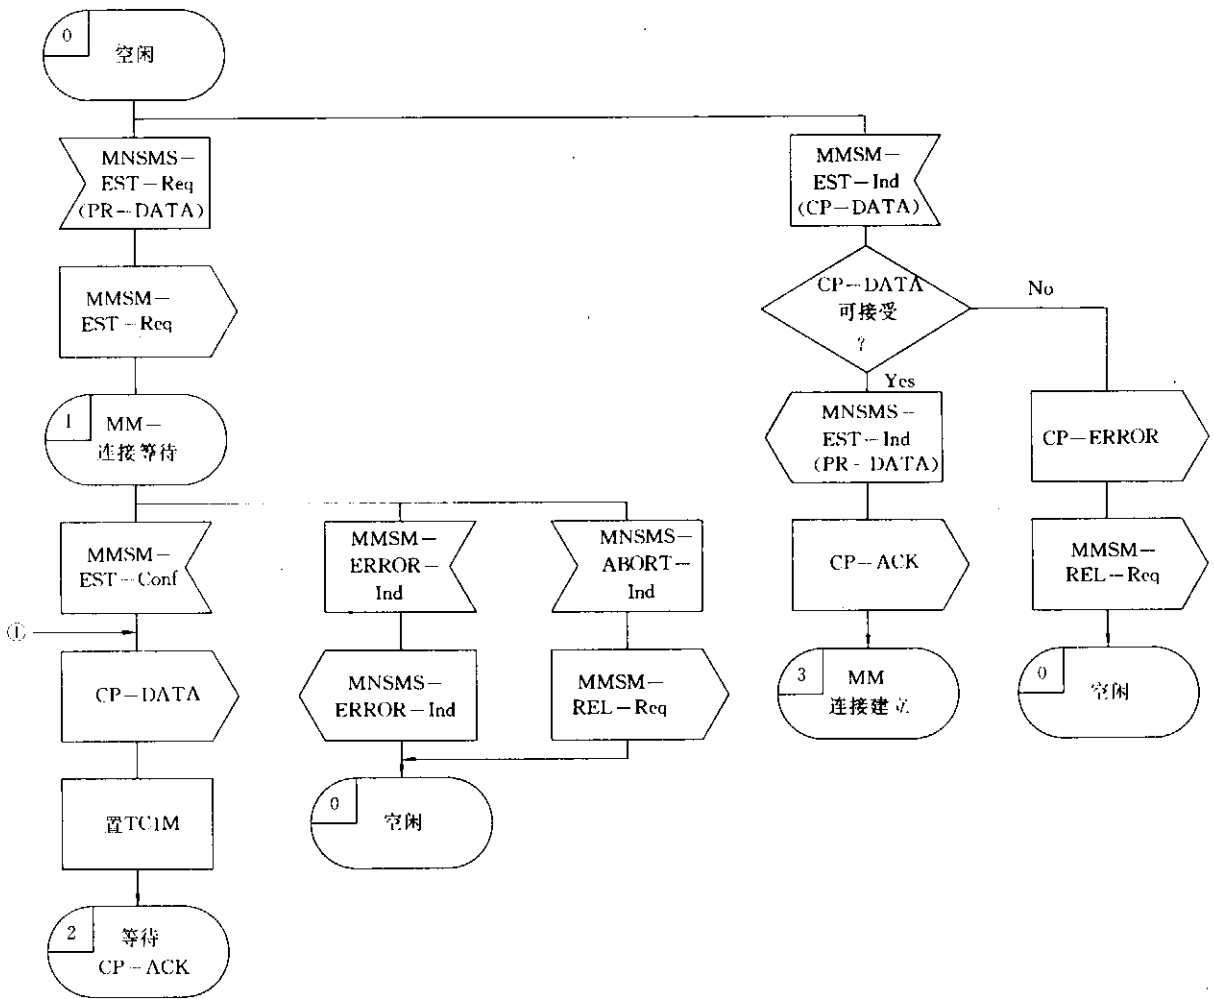 0
空闲
MNSMS-
EST-Req
(PR-DATA)
MMSM-
EST-Ind
(CP-DATA)
MMSM-
EST-Req
CP-DATA
可接受
?
No
Yes
1
MM-
连接等待
MNSMS-
EST-Ind
(PR-DATA)
CP-ERROR
MMSM-
EST-Conf
MMSM-
ERROR-
Ind
MNSMS-
ABORT-
Ind
CP-ACK
MMSM-
REL-Req
①
CP-DATA
MNSMS-
ERROR-Ind
MMSM-
REL-Req
3
MM
连接建立
0
空闲
置TC1M
0
空闲
2
等待
CP-ACK